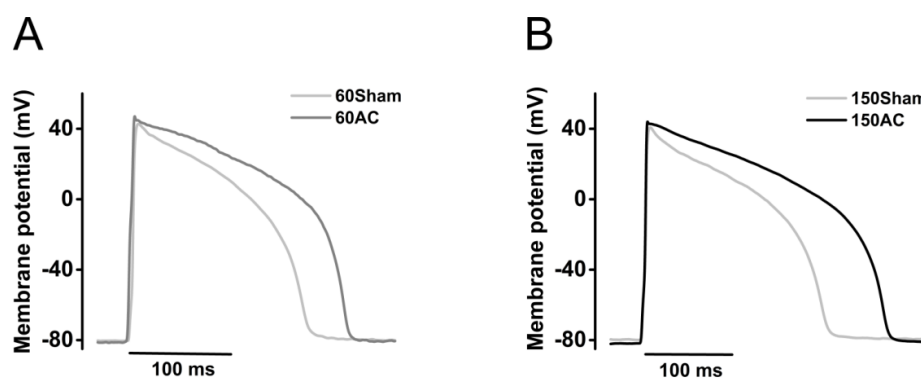 A
Membrane potential (mV)
40
0
-40
-80
60Sham
60AC
100 ms
B
Membrane potential (mV)
40
0
-40
-80
150Sham
150AC
100 ms